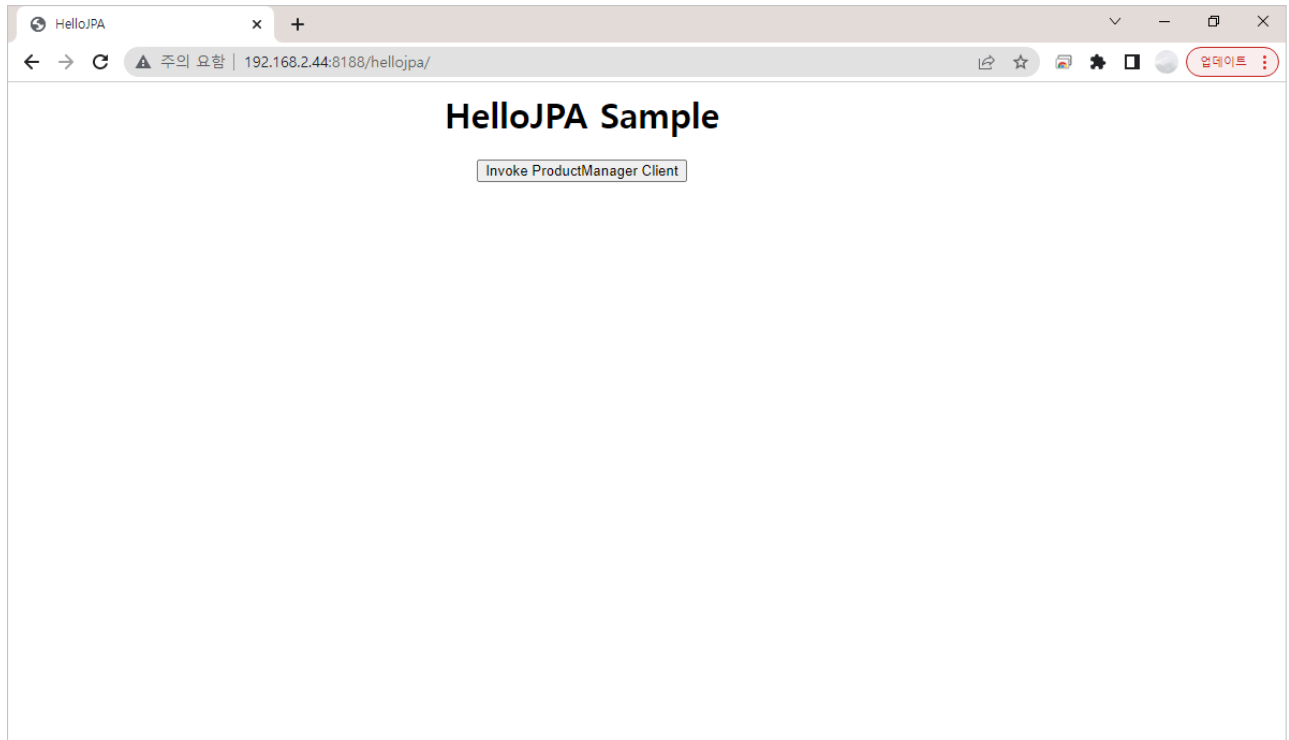 HelloJPA
주의 요함 192.168.2.44:8188/hellojpa/ 업데이트
HelloJPA Sample
Invoke ProductManager Client